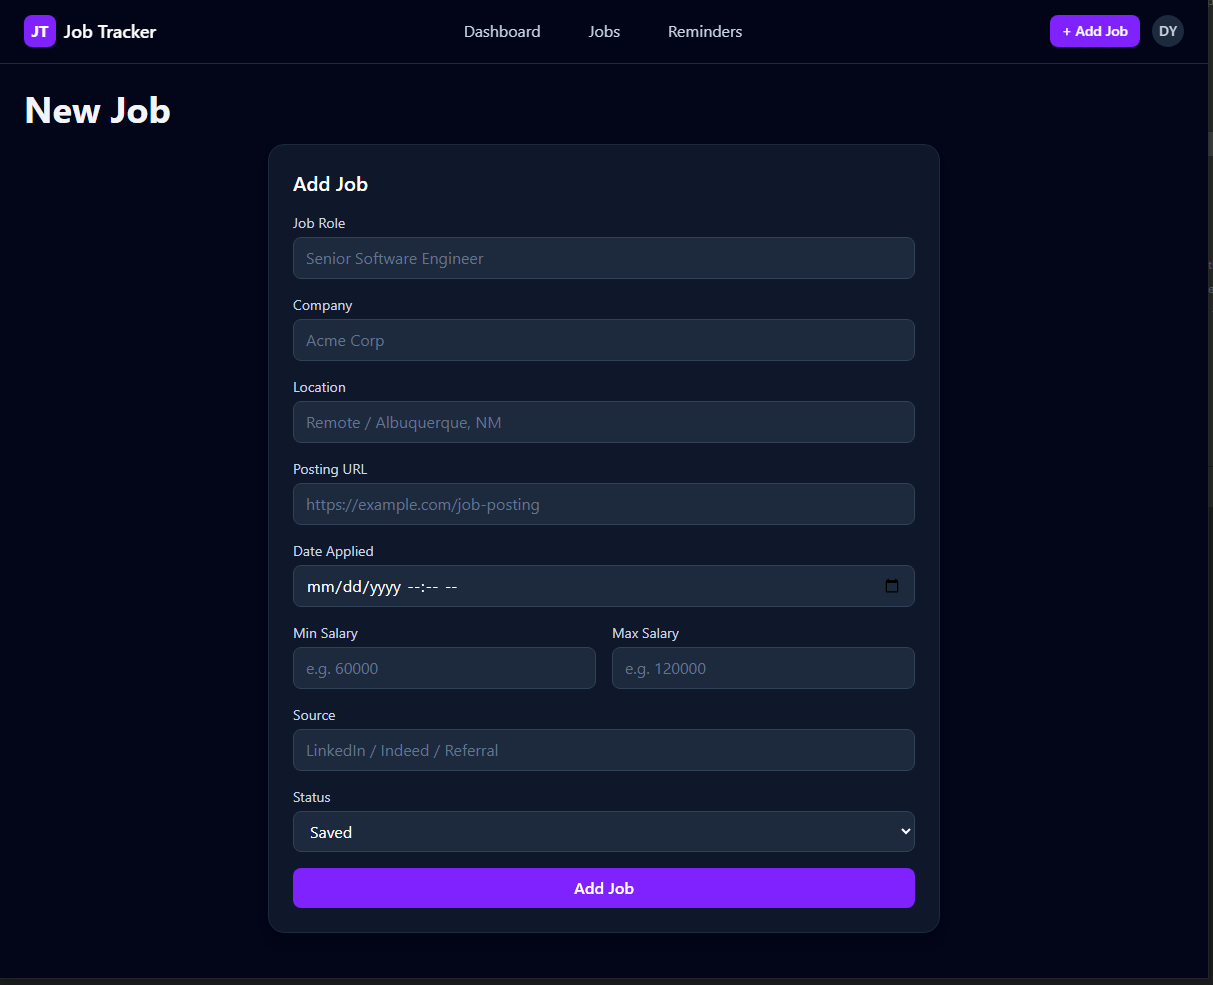 JT Job Tracker Dashboard Jobs Reminders + Add Job DY
New Job
Add Job
Job Role
Senior Software Engineer
Company
Acme Corp
Location
Remote / Albuquerque, NM
Posting URL
https://example.com/job-posting
Date Applied
mm/dd/yyyy --:-- --
Min Salary Max Salary
e.g. 60000 e.g. 120000
Source
LinkedIn / Indeed / Referral
Status
Saved
Add Job